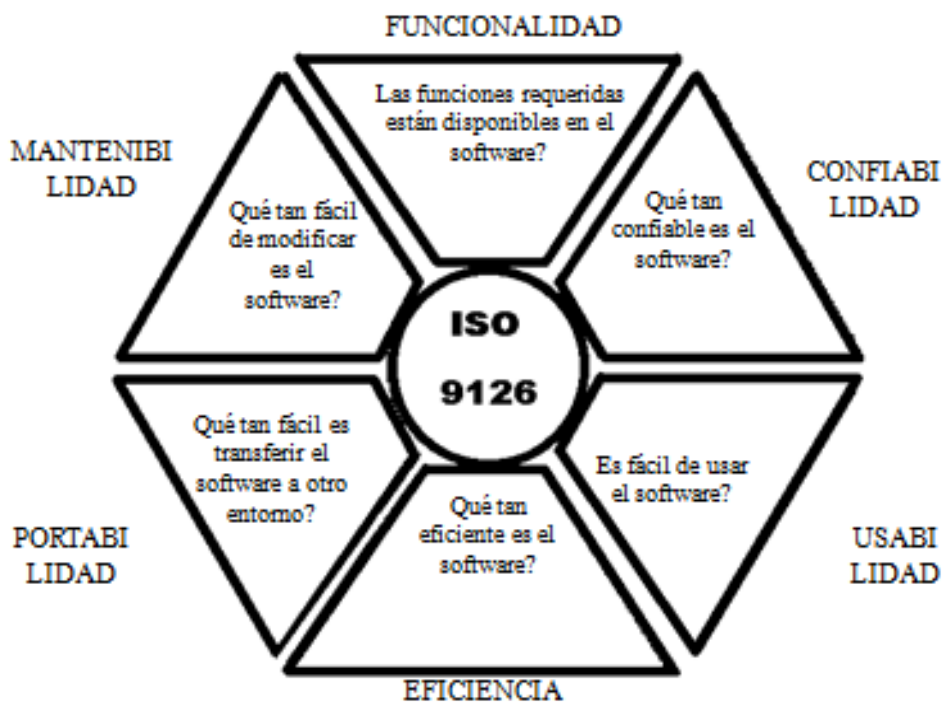 FUNCIONALIDAD
Las funciones requeridas
están disponibles en el
software?
MANTENIBI
LIDAD
Qué tan fácil
de modificar
es el
software?
CONFIABI
LIDAD
Qué tan
confiable es el
software?
ISO
9126
Qué tan fácil es
transferir el
software a otro
entorno?
PORTABI
LIDAD
Qué tan
eficiente es el
software?
EFICIENCIA
Es fácil de usar
el software?
USABI
LIDAD